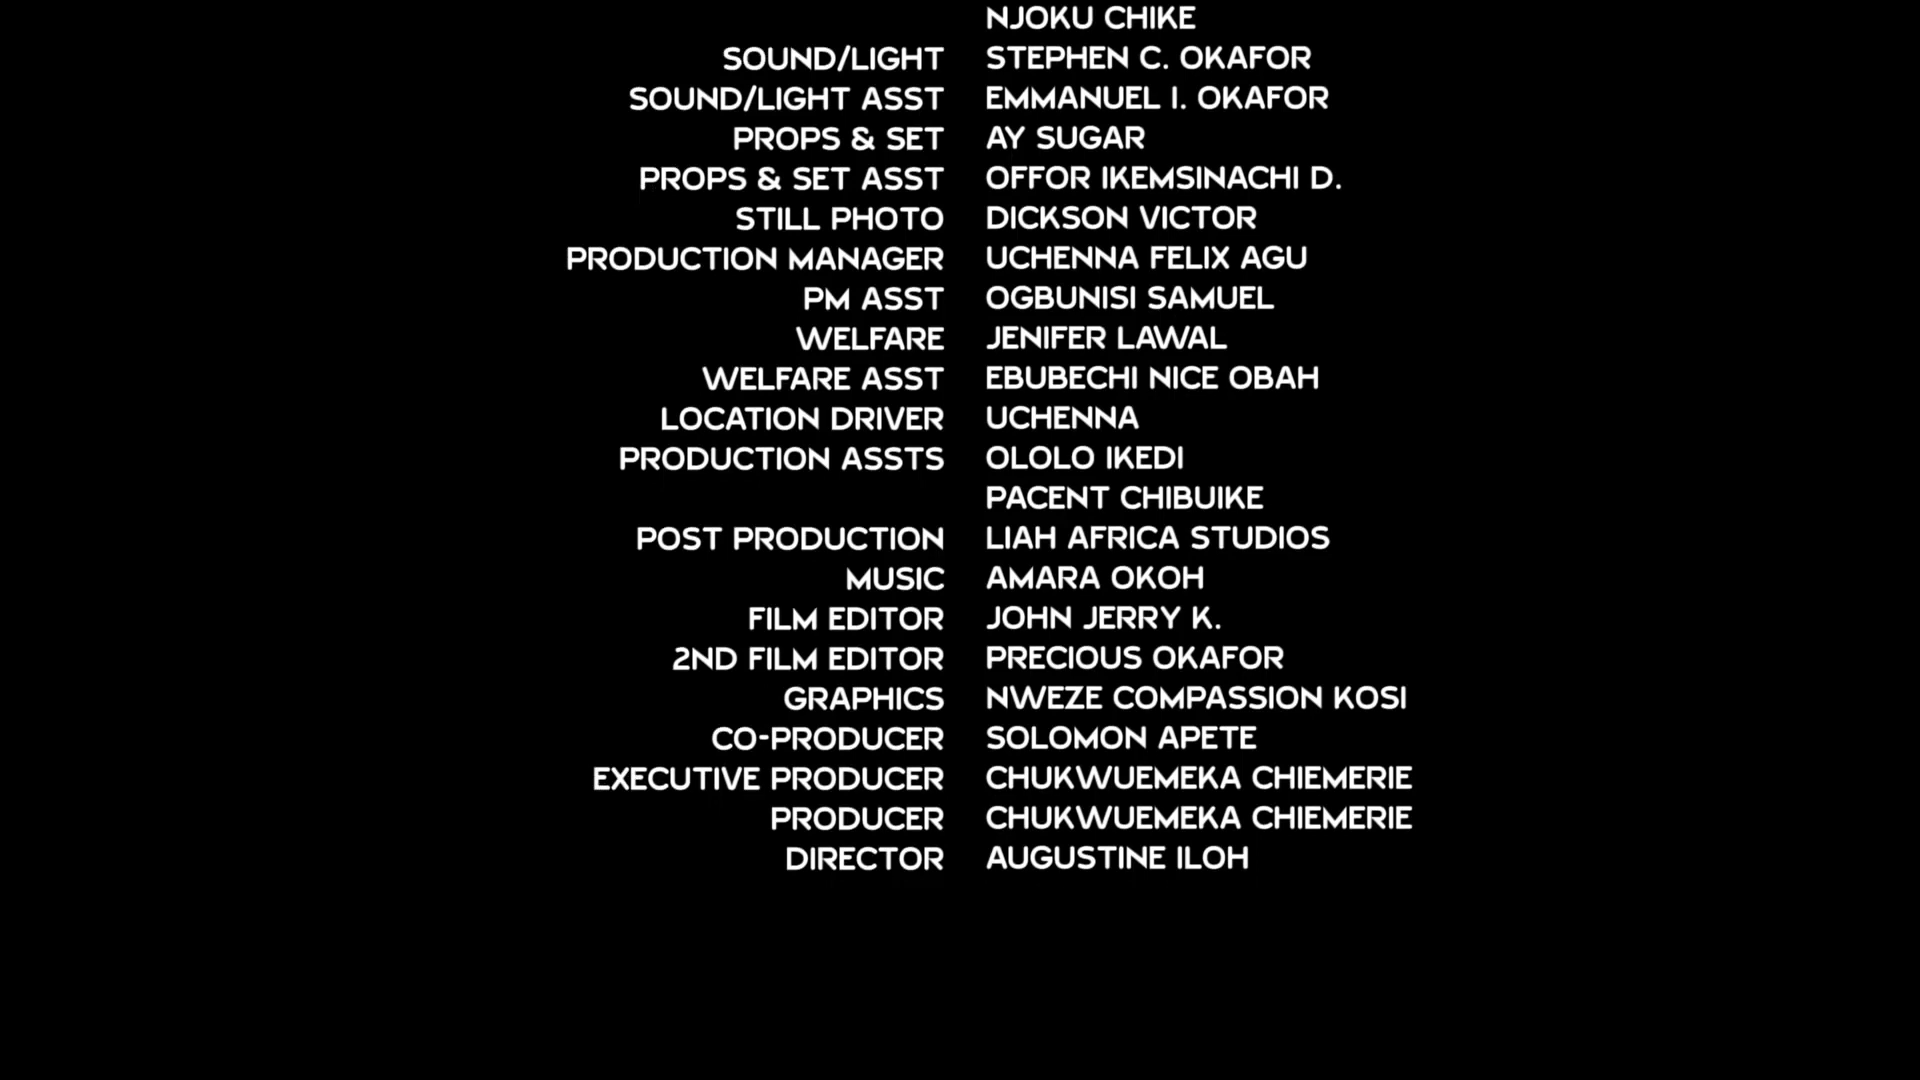 NJOKU CHIKE
SOUND/LIGHT STEPHEN C. OKAFOR
SOUND/LIGHT ASST EMMANUEL I. OKAFOR
PROPS & SET AY SUGAR
PROPS & SET ASST OFFOR IKEMSINACHI D.
STILL PHOTO DICKSON VICTOR
PRODUCTION MANAGER UCHENNA FELIX AGU
PM ASST OGBUNISI SAMUEL
WELFARE JENIFER LAWAL
WELFARE ASST EBUBECHI NICE OBAH
LOCATION DRIVER UCHENNA
PRODUCTION ASSTS OLOLO IKEDI
PACENT CHIBUIKE
POST PRODUCTION LIAH AFRICA STUDIOS
MUSIC AMARA OKOH
FILM EDITOR JOHN JERRY K.
2ND FILM EDITOR PRECIOUS OKAFOR
GRAPHICS NWEZE COMPASSION KOSI
CO-PRODUCER SOLOMON APETE
EXECUTIVE PRODUCER CHUKWUEMEKA CHIEMERIE
PRODUCER CHUKWUEMEKA CHIEMERIE
DIRECTOR AUGUSTINE ILOH